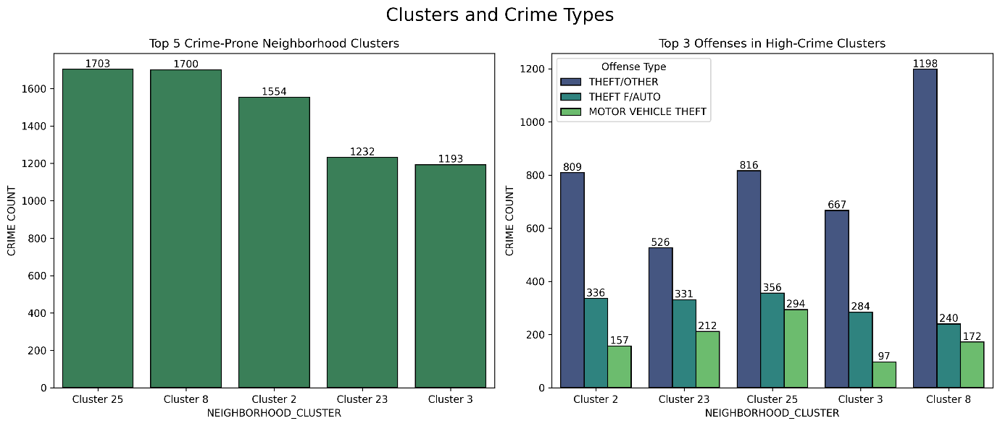 Clusters and Crime Types
Top 5 Crime-Prone Neighborhood Clusters
CRIME COUNT
1600
1400
1200
1000
800
600
400
200
0
1703
1700
1554
1232
1193
Cluster 25
Cluster 8
Cluster 2
Cluster 23
Cluster 3
NEIGHBORHOOD_CLUSTER
Top 3 Offenses in High-Crime Clusters
CRIME COUNT
1200
1000
800
600
400
200
0
Offense Type
THEFT/OTHER
THEFT F/AUTO
MOTOR VEHICLE THEFT
809
336
157
526
331
212
816
356
294
667
284
97
1198
240
172
Cluster 2
Cluster 23
Cluster 25
Cluster 3
Cluster 8
NEIGHBORHOOD_CLUSTER